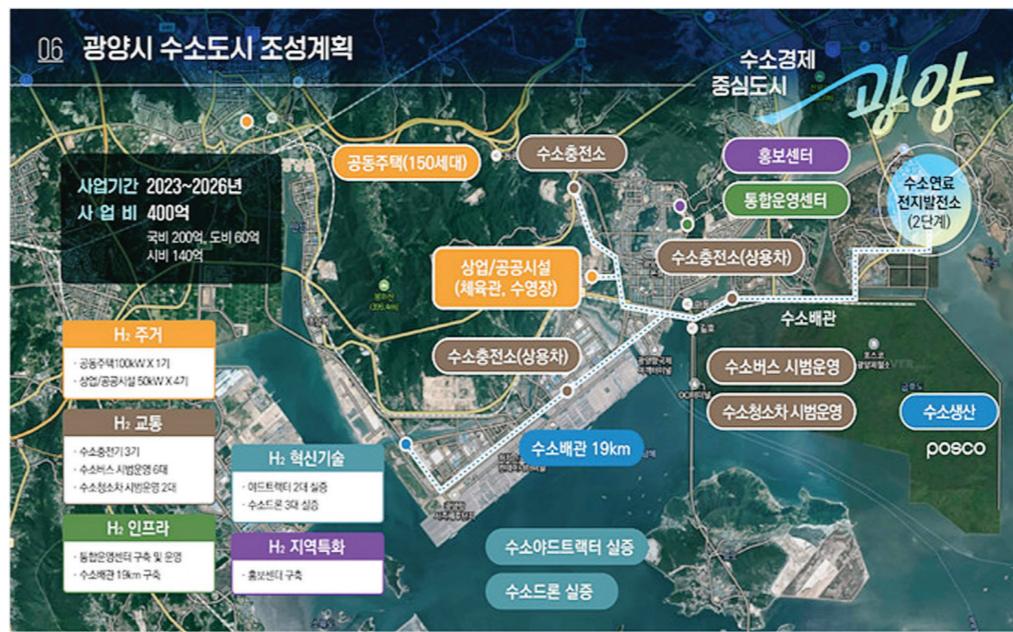 06 광양시 수소도시 조성계획
수소경제
중심도시
광양
사업기간 2023~2026년
사 업 비 400억
국비 200억, 도비 60억
시비 140억
공동주택(150세대)
수소충전소
홍보센터
통합운영센터
수소연료
전지발전소
(2단계)
상업/공공시설
(체육관, 수영장)
수소충전소(상용차)
수소배관
수소충전소(상용차)
수소버스 시범운영
수소청소차 시범운영
수소생산
posco
수소배관 19km
수소야드트랙터 실증
수소드론 실증
H₂ 주거
· 공동주택100kW X 1기
· 상업/공공시설 50kW X 4기
H₂ 교통
· 수소충전기 3기
· 수소버스 시범운영 6대
· 수소청소차 시범운영 2대
H₂ 혁신기술
· 야드트랙터 2대 실증
· 수소드론 3대 실증
H₂ 인프라
· 통합운영센터 구축 및 운영
· 수소배관 19km 구축
H₂ 지역특화
· 홍보센터 구축
광양읍
길호
금호도